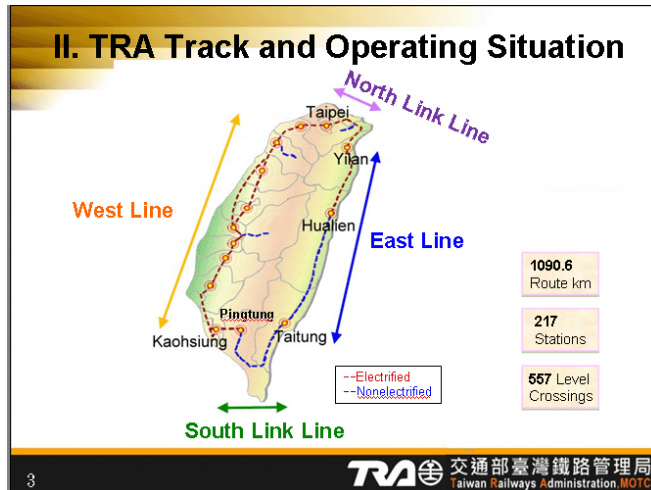 II. TRA Track and Operating Situation
North Link Line
Taipei
Yilan
West Line
Hualien
East Line
1090.6
Route km
217
Stations
Pingtung
Kaohsiung
Taitung
--Electrified
--Nonelectrified
557 Level
Crossings
South Link Line
3
TRA 交通部臺灣鐵路管理局
Taiwan Railways Administration,MOTC